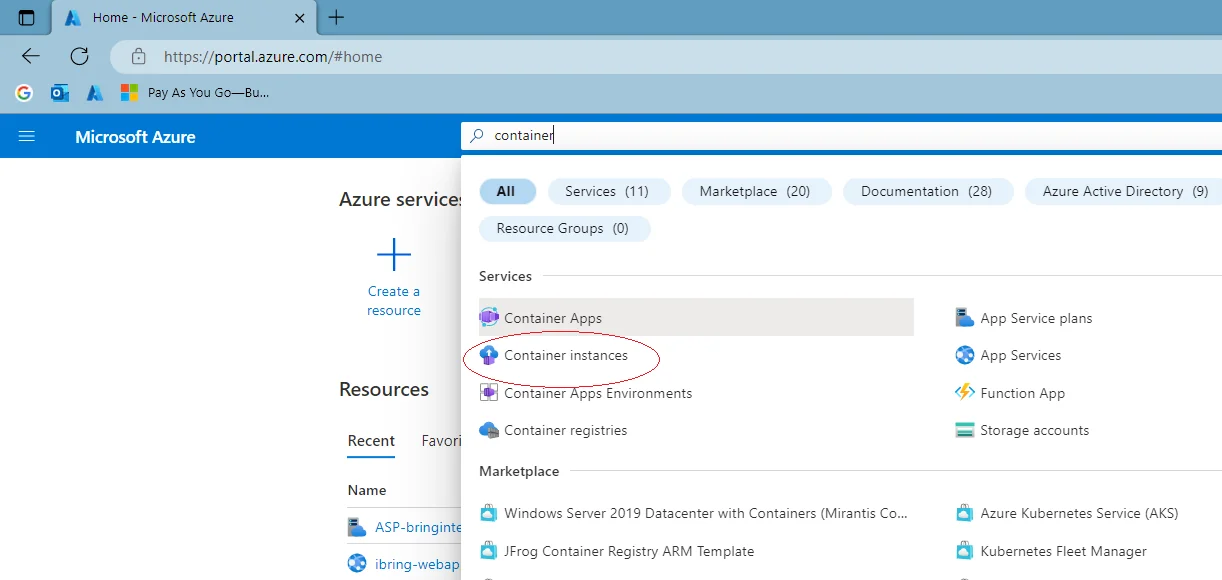 Home - Microsoft Azure
https://portal.azure.com/#home
Pay As You Go—Bu...
Microsoft Azure
container
All
Services (11)
Marketplace (20)
Documentation (28)
Azure Active Directory (9)
Resource Groups (0)
Azure services
Create a
resource
Services
Container Apps
App Service plans
Container instances
App Services
Container Apps Environments
Function App
Container registries
Storage accounts
Resources
Recent
Favori
Name
ASP-bringinte
ibring-webap
Marketplace
Windows Server 2019 Datacenter with Containers (Mirantis Co...
Azure Kubernetes Service (AKS)
JFrog Container Registry ARM Template
Kubernetes Fleet Manager